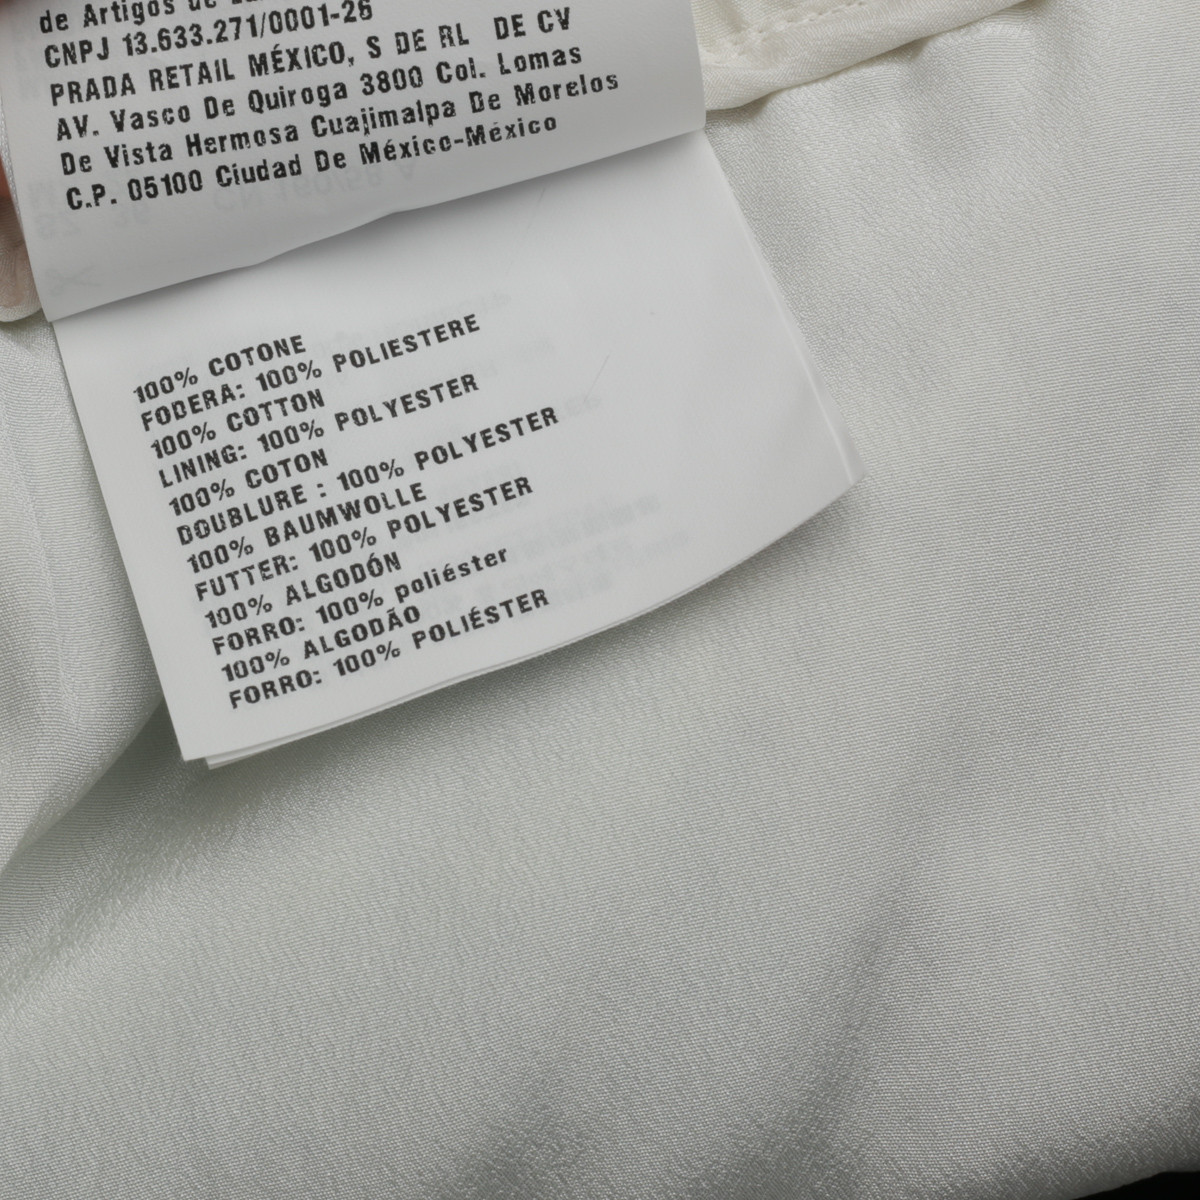 de Artigos de
CNPJ 13.633.271/0001-26
PRADA RETAIL MÉXICO, S DE RL DE CV
AV. Vasco De Quiroga 3800 Col. Lomas
De Vista Hermosa Cuajimalpa De Morelos
C.P. 05100 Ciudad De México-México
100% COTONE
FODERA: 100% POLIESTERE
100% COTTON
LINING: 100% POLYESTER
100% COTON
DOUBLURE : 100% POLYESTER
100% BAUMWOLLE
FUTTER: 100% POLYESTER
100% ALGODÓN
FORRO: 100% poliéster
100% ALGODÃO
FORRO: 100% POLIÉSTER